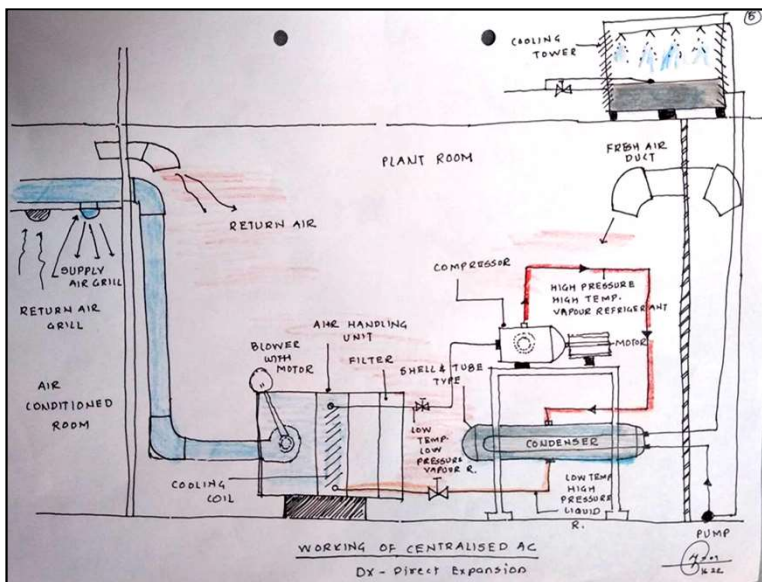 5
COOLING
TOWER
PLANT ROOM
FRESH AIR
DUCT
RETURN AIR
SUPPLY
AIR GRILL
RETURN AIR
GRILL
COMPRESSOR
HIGH PRESSURE
HIGH TEMP.
VAPOUR REFRIGERANT
MOTOR
AIR HANDLING
UNIT
BLOWER
WITH
MOTOR
FILTER
SHELL & TUBE
TYPE
AIR
CONDITIONED
ROOM
LOW
TEMP.
LOW
PRESSURE
VAPOUR R.
CONDENSER
COOLING
COIL
LOW TEMP
HIGH
PRESSURE
LIQUID
R.
PUMP
WORKING OF CENTRALISED AC
DX - Direct Expansion